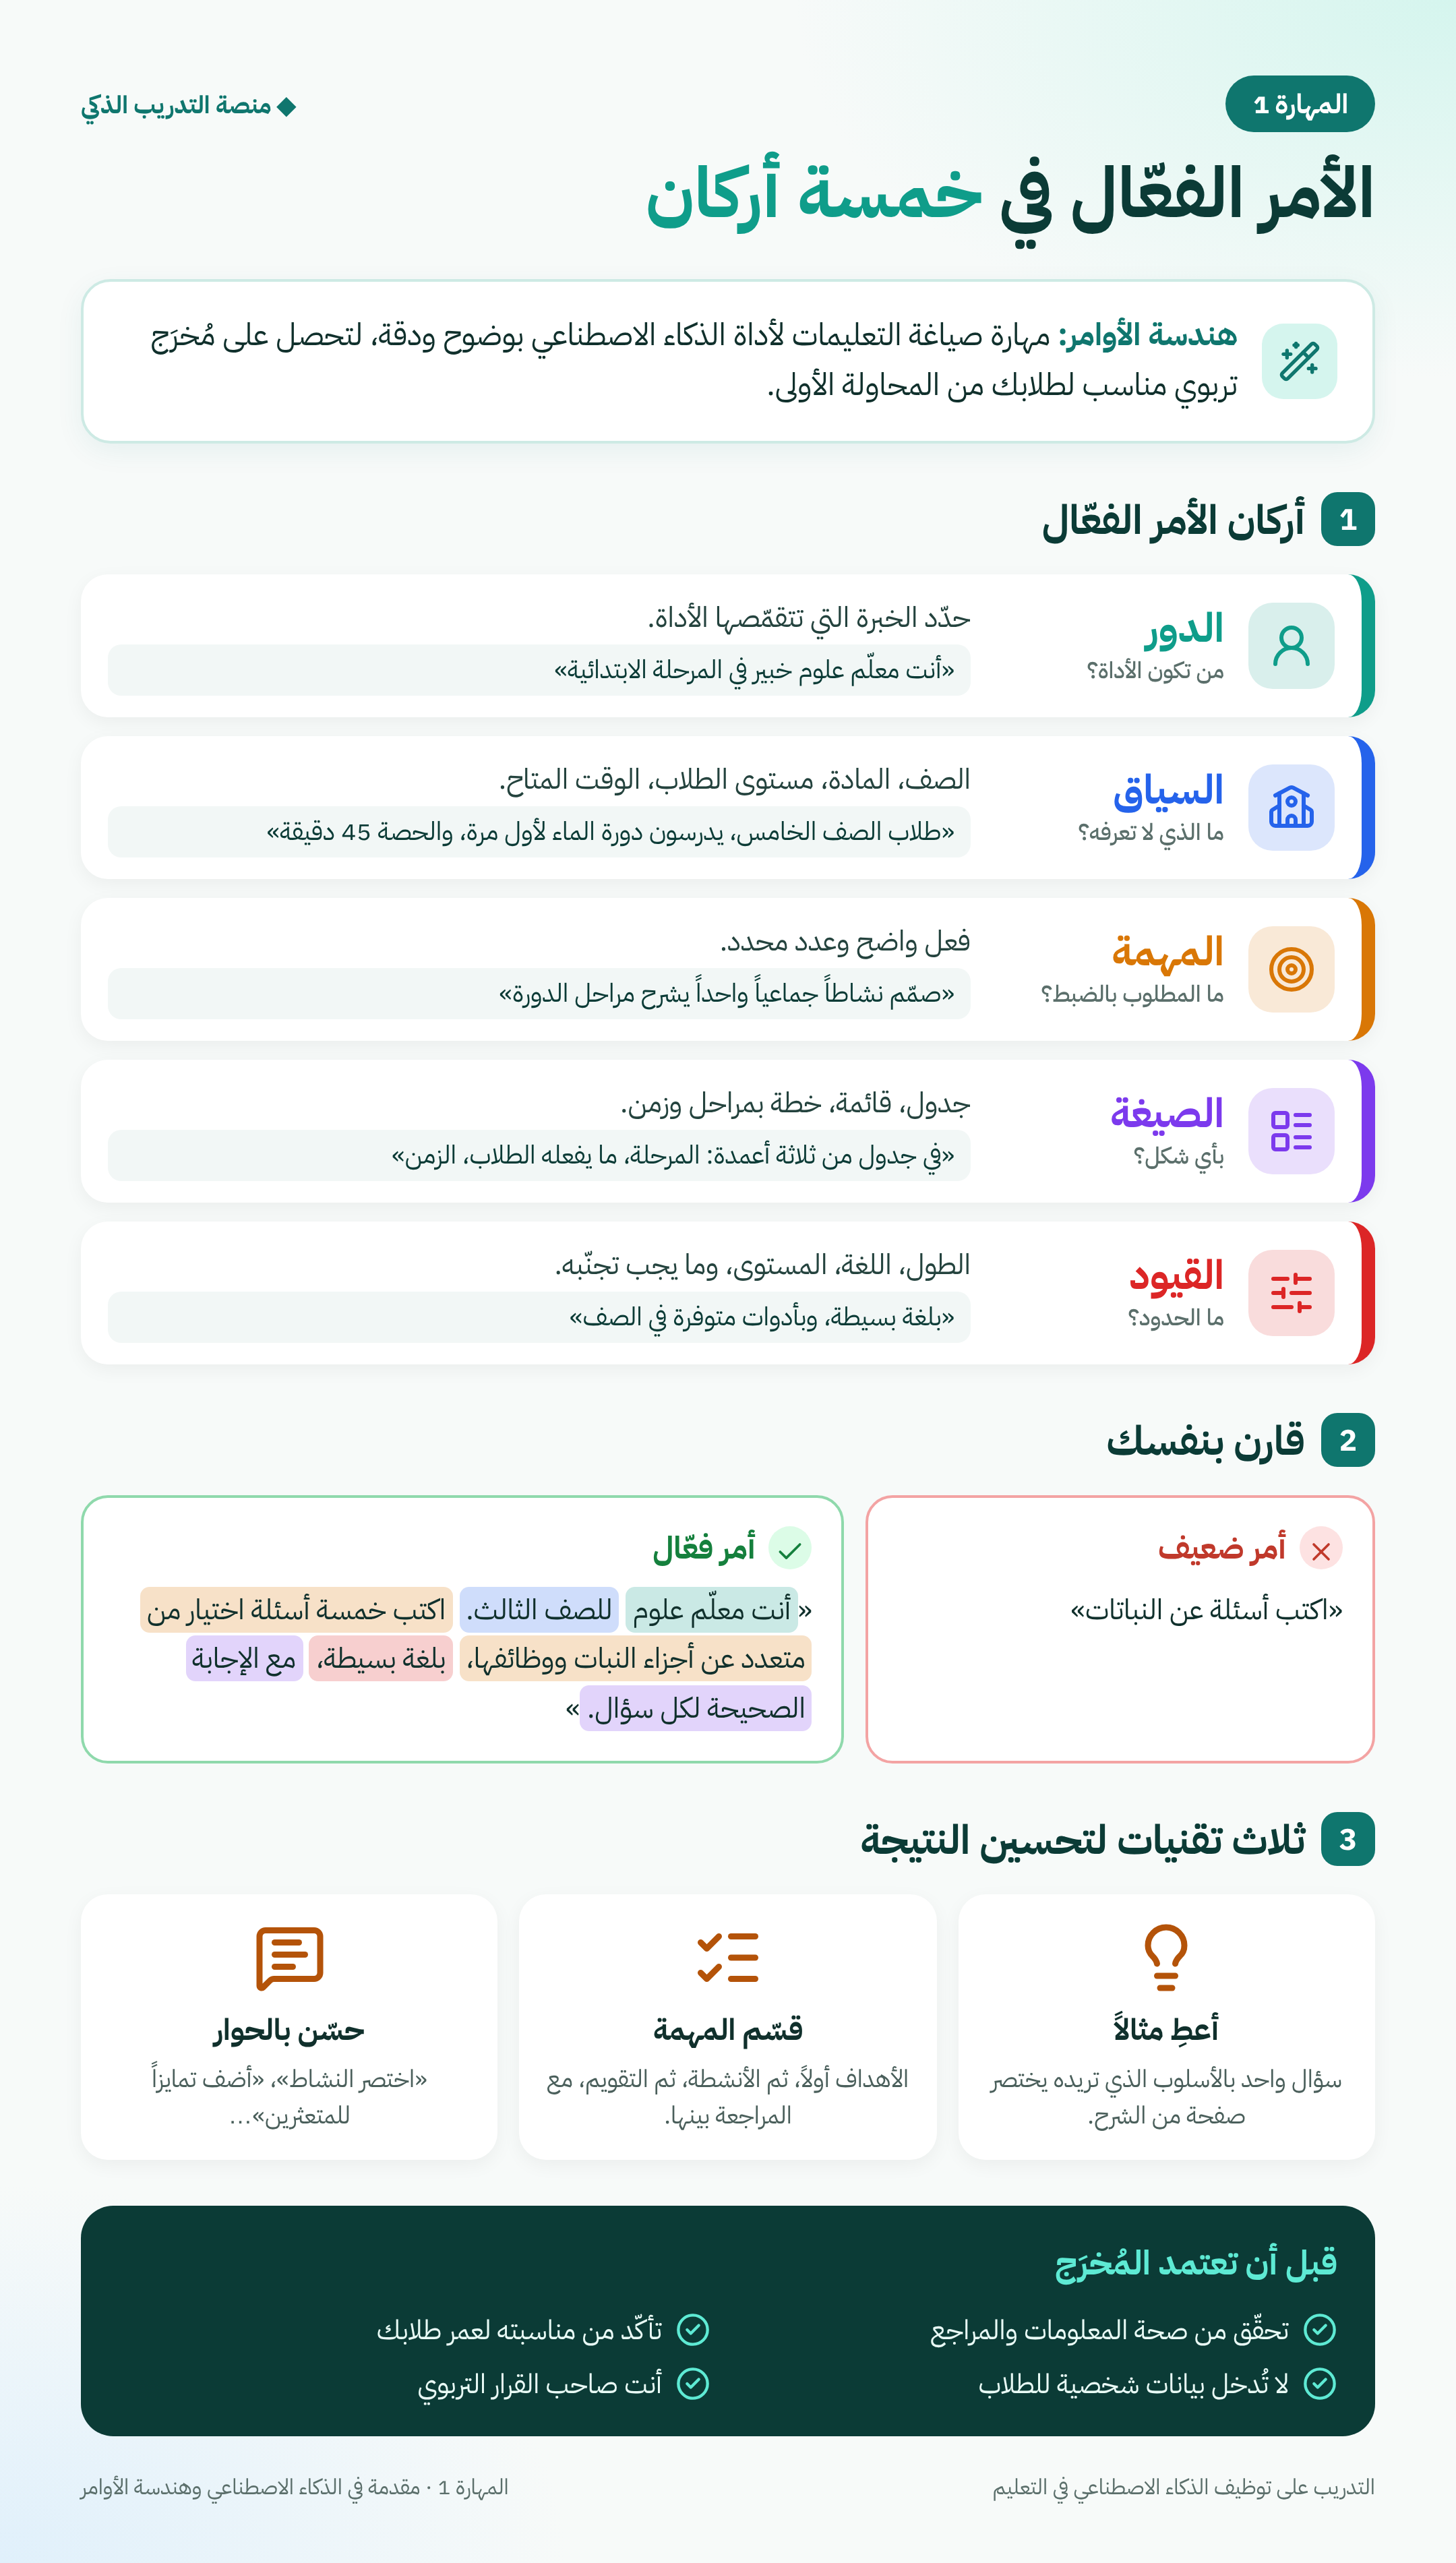 المهارة 1
منصة التدريب الذكي
الأمر الفعّال في خمسة أركان
هندسة الأوامر: مهارة صياغة التعليمات لأداة الذكاء الاصطناعي بوضوح ودقة، لتحصل على مُخرَج
تربوي مناسب لطلابك من المحاولة الأولى.
1 أركان الأمر الفعّال
الدور
من تكون الأداة؟
حدّد الخبرة التي تتقمّصها الأداة.
«أنت معلّم علوم خبير في المرحلة الابتدائية»
السياق
ما الذي لا تعرفه؟
الصف، المادة، مستوى الطلاب، الوقت المتاح.
«طلاب الصف الخامس، يدرسون دورة الماء لأول مرة، والحصة 45 دقيقة»
المهمة
ما المطلوب بالضبط؟
فعل واضح وعدد محدد.
«صمّم نشاطاً جماعياً واحداً يشرح مراحل الدورة»
الصيغة
بأي شكل؟
جدول، قائمة، خطة بمراحل وزمن.
«في جدول من ثلاثة أعمدة: المرحلة، ما يفعله الطلاب، الزمن»
القيود
ما الحدود؟
الطول، اللغة، المستوى، وما يجب تجنّبه.
«بلغة بسيطة، وبأدوات متوفرة في الصف»
2 قارن بنفسك
أمر ضعيف
«اكتب أسئلة عن النباتات»
أمر فعّال
«أنت معلّم علوم للصف الثالث. اكتب خمسة أسئلة اختيار من
متعدد عن أجزاء النبات ووظائفها، بلغة بسيطة، مع الإجابة
الصحيحة لكل سؤال.»
3 ثلاث تقنيات لتحسين النتيجة
أعطِ مثالاً
سؤال واحد بالأسلوب الذي تريده يختصر
صفحة من الشرح.
قسّم المهمة
الأهداف أولاً، ثم الأنشطة، ثم التقويم، مع
المراجعة بينها.
حسّن بالحوار
«اختصر النشاط»، «أضف تمايزاً
للمتعثرين»...
قبل أن تعتمد المُخرَج
تحقّق من صحة المعلومات والمراجع
تأكّد من مناسبته لعمر طلابك
لا تُدخل بيانات شخصية للطلاب
أنت صاحب القرار التربوي
التدريب على توظيف الذكاء الاصطناعي في التعليم
المهارة 1 · مقدمة في الذكاء الاصطناعي وهندسة الأوامر